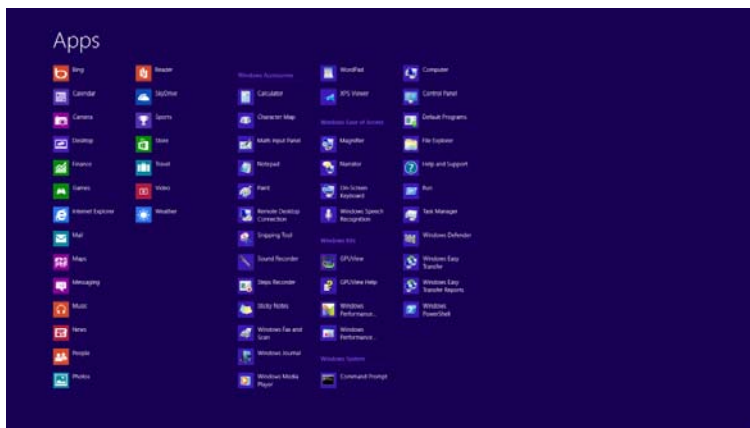 Apps
Bing
Calendar
Camera
Desktop
Finance
Games
Internet Explorer
Mail
Maps
Messaging
Music
News
People
Photos
Reader
SkyDrive
Sports
Store
Travel
Video
Weather
Windows Accessories
Calculator
Character Map
Math Input Panel
Notepad
Paint
Remote Desktop
Connection
Snipping Tool
Sound Recorder
Steps Recorder
Sticky Notes
Windows Fax and
Scan
Windows Journal
Windows Media
Player
WordPad
XPS Viewer
Windows Ease of Access
Magnifier
Narrator
On-Screen
Keyboard
Windows Speech
Recognition
Windows Kits
GPUView
GPUView Help
Windows
Performance...
Windows
Performance...
Windows System
Command Prompt
Computer
Control Panel
Default Programs
File Explorer
Help and Support
Run
Task Manager
Windows Defender
Windows Easy
Transfer
Windows Easy
Transfer Reports
Windows
PowerShell